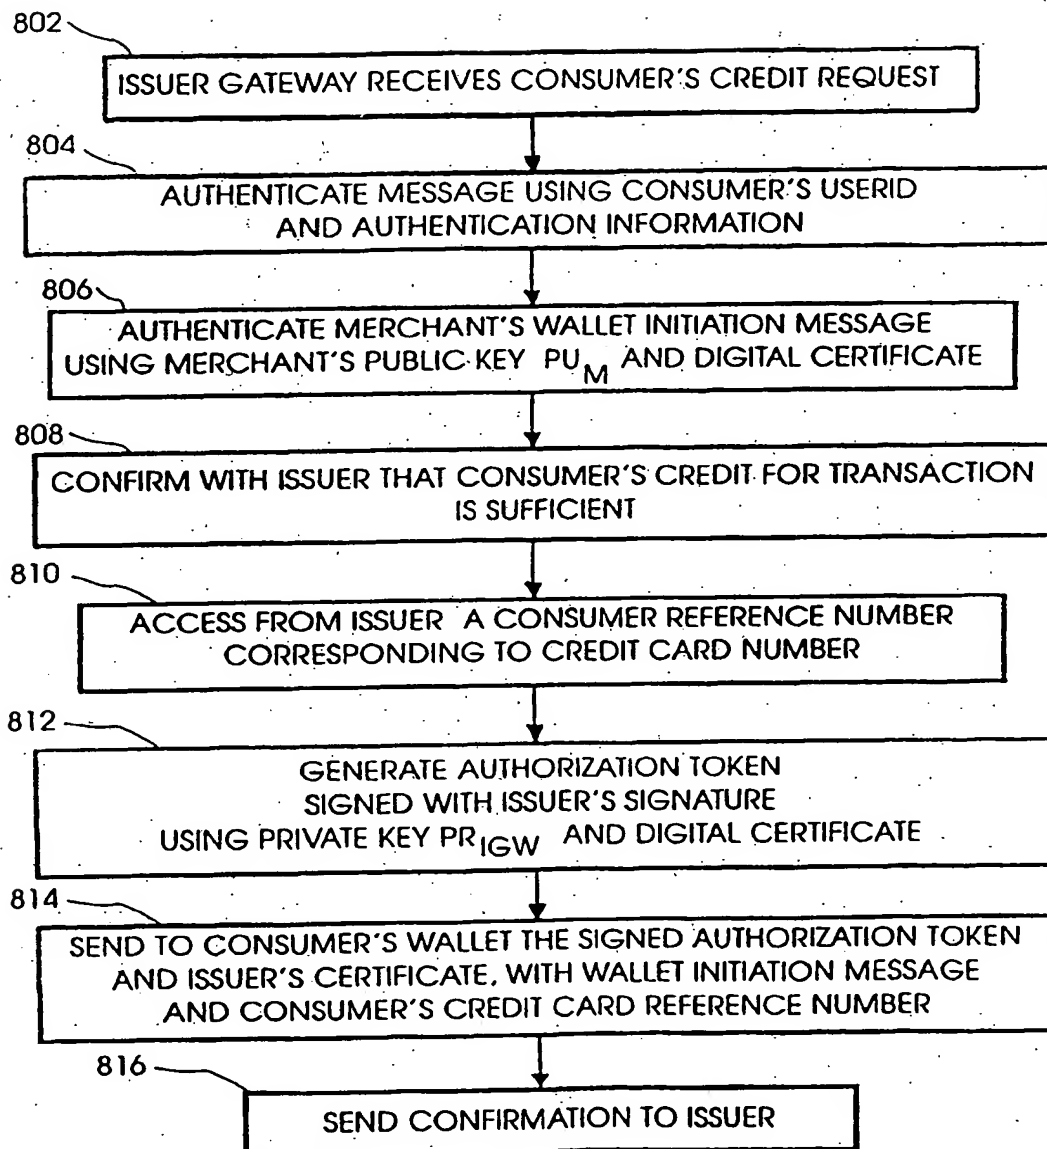 802
ISSUER GATEWAY RECEIVES CONSUMER'S CREDIT REQUEST
804
AUTHENTICATE MESSAGE USING CONSUMER'S USERID
AND AUTHENTICATION INFORMATION
806
AUTHENTICATE MERCHANT'S WALLET INITIATION MESSAGE
USING MERCHANT'S PUBLIC KEY PU_M AND DIGITAL CERTIFICATE
808
CONFIRM WITH ISSUER THAT CONSUMER'S CREDIT FOR TRANSACTION
IS SUFFICIENT
810
ACCESS FROM ISSUER A CONSUMER REFERENCE NUMBER
CORRESPONDING TO CREDIT CARD NUMBER
812
GENERATE AUTHORIZATION TOKEN
SIGNED WITH ISSUER'S SIGNATURE
USING PRIVATE KEY PR_IGW AND DIGITAL CERTIFICATE
814
SEND TO CONSUMER'S WALLET THE SIGNED AUTHORIZATION TOKEN
AND ISSUER'S CERTIFICATE, WITH WALLET INITIATION MESSAGE
AND CONSUMER'S CREDIT CARD REFERENCE NUMBER
816
SEND CONFIRMATION TO ISSUER